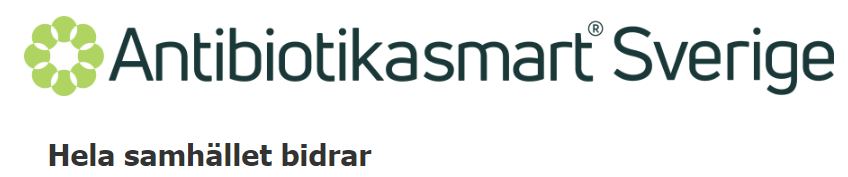 Antibiotikasmart® Sverige
Hela samhället bidrar